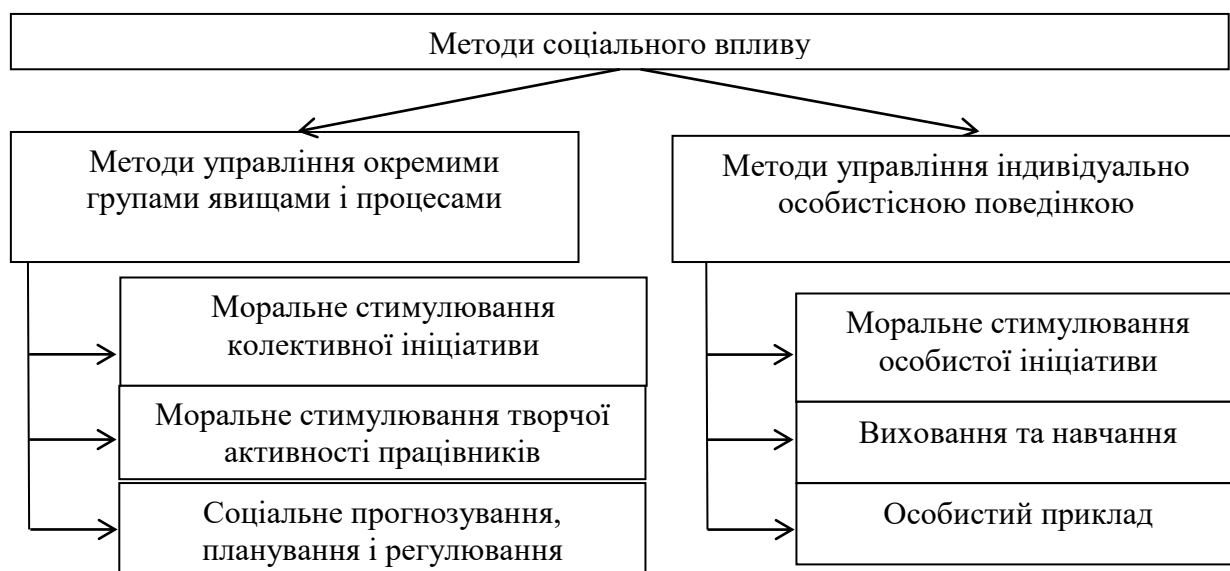 Методи соціального впливу
Методи управління окремими
групами явищами і процесами
Моральне стимулювання
колективної ініціативи
Моральне стимулювання творчої
активності працівників
Соціальне прогнозування,
планування і регулювання
Методи управління індивідуально
особистісною поведінкою
Моральне стимулювання
особистої ініціативи
Виховання та навчання
Особистий приклад